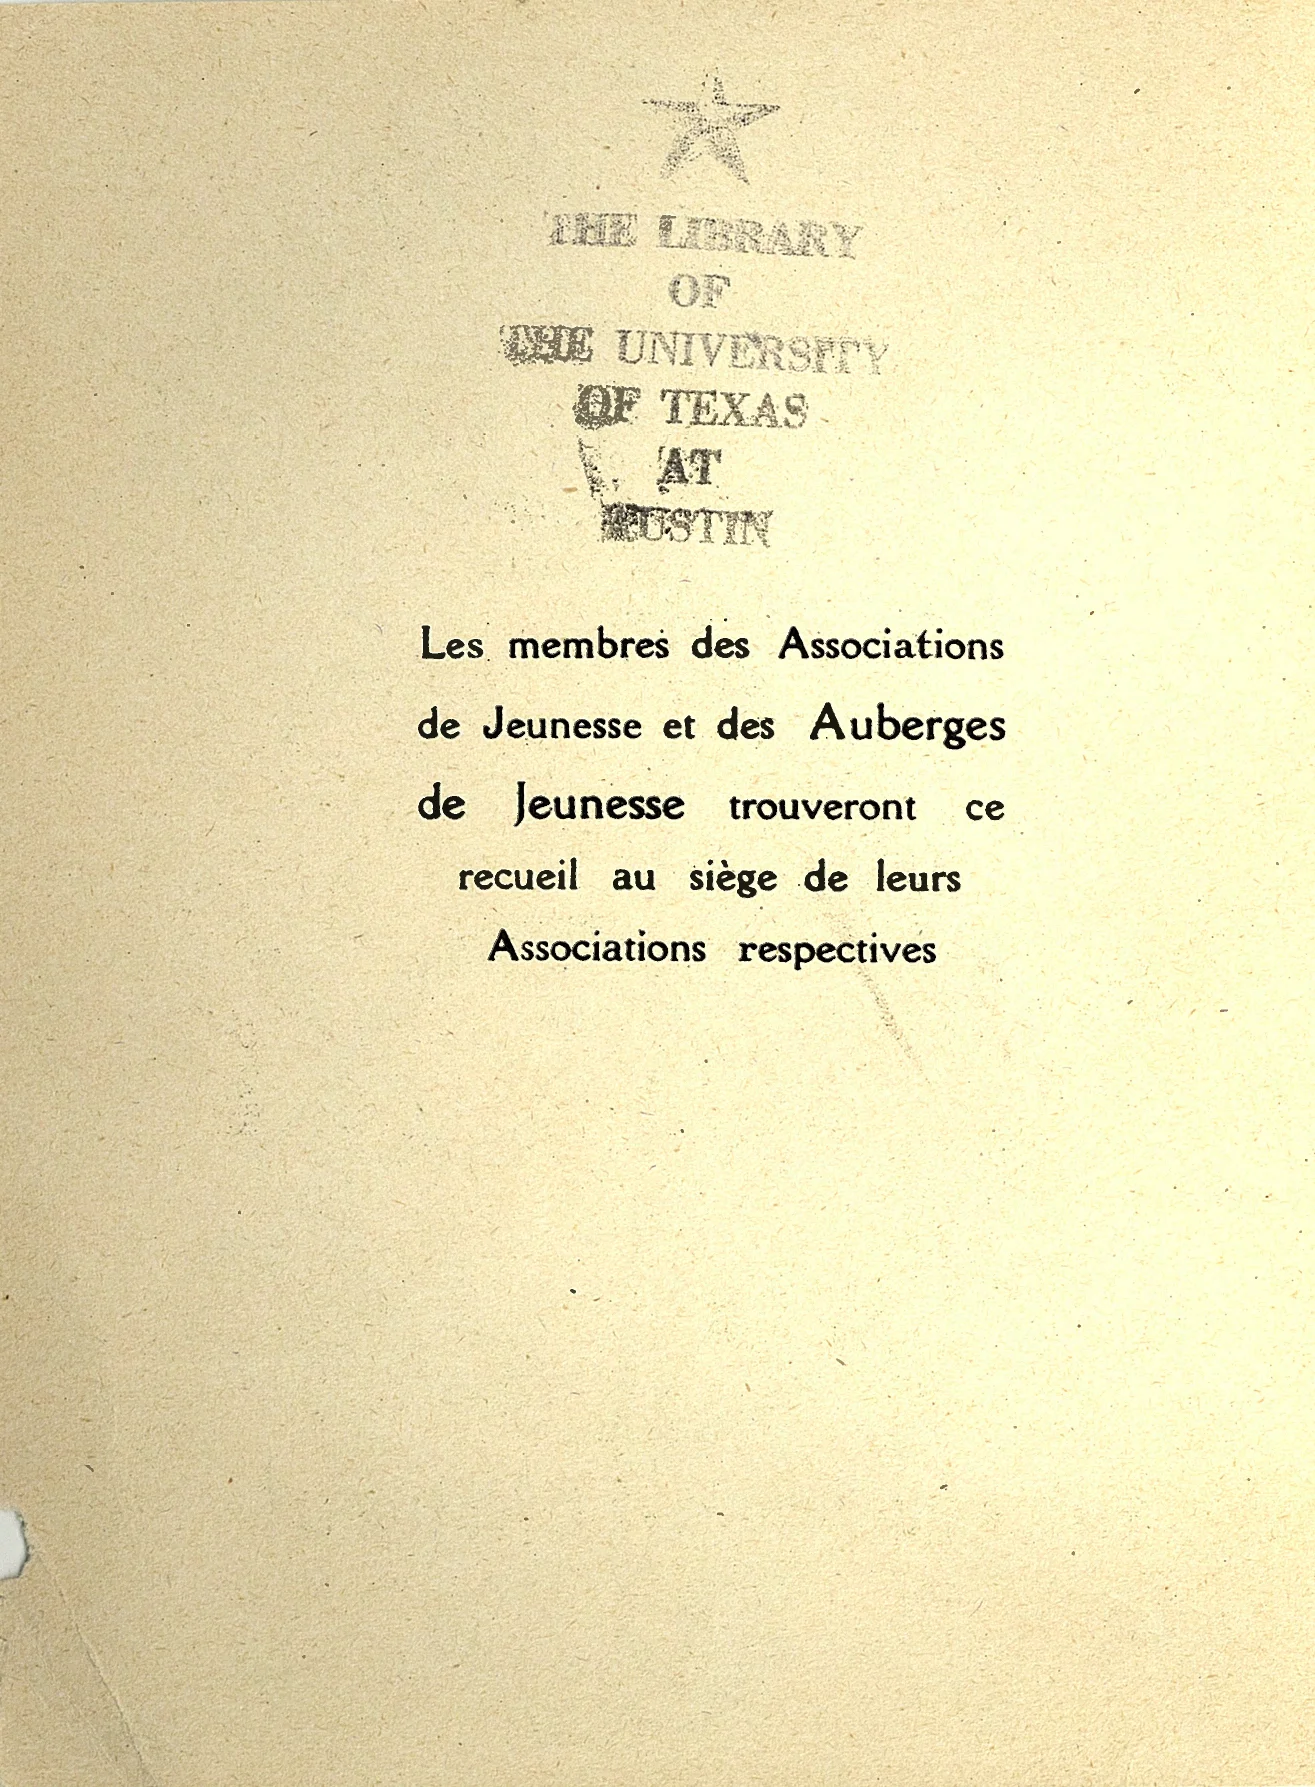 THE LIBRARY
OF
THE UNIVERSITY
OF TEXAS
AT
AUSTIN
Les membres des Associations
de Jeunesse et des Auberges
de Jeunesse trouveront ce
recueil au siège de leurs
Associations respectives